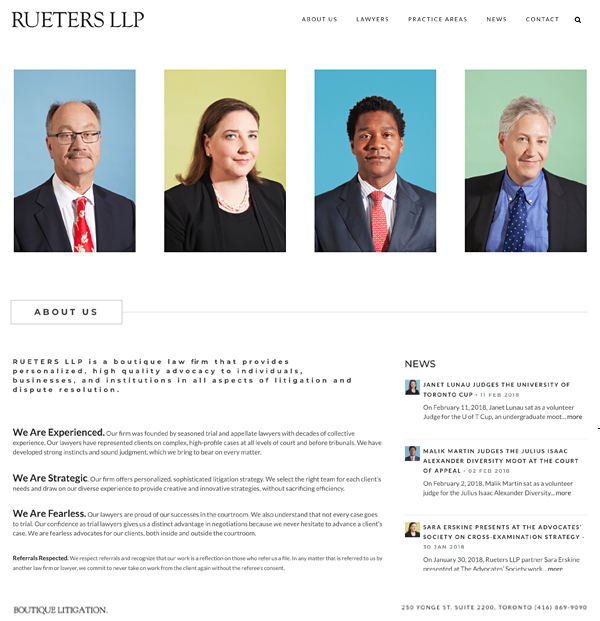 RUETERS LLP
ABOUT US LAWYERS PRACTICE AREAS NEWS CONTACT
ABOUT US
RUETERS LLP is a boutique law firm that provides
personalized, high quality advocacy to individuals,
businesses, and institutions in all aspects of litigation and
dispute resolution.
We Are Experienced. Our firm was founded by seasoned trial and appellate lawyers with decades of collective
experience. Our lawyers have represented clients on complex, high-profile cases at all levels of court and before tribunals. We have
developed strong instincts and sound judgment, which we bring to bear on every matter.
We Are Strategic. Our firm offers personalized, sophisticated litigation strategy. We select the right team for each client's
needs and draw on our diverse experience to provide creative and innovative strategies, without sacrificing efficiency.
We Are Fearless. Our lawyers are proud of our successes in the courtroom. We also understand that not every case goes
to trial. Our confidence as trial lawyers gives us a distinct advantage in negotiations because we never hesitate to advance a client's
case. We are fearless advocates for our clients, both inside and outside the courtroom.
Referrals Respected. We respect referrals and recognize that our work is a reflection on those who refer us a file. In any matter that is referred to us by
another law firm or lawyer, we commit to never take on work from the client again without the referee's consent.
NEWS
JANET LUNAU JUDGES THE UNIVERSITY OF
TORONTO CUP - 11 FEB 2018
On February 11, 2018, Janet Lunau sat as a volunteer
Judge for the U of T Cup, an undergraduate moot... more
MALIK MARTIN JUDGES THE JULIUS ISAAC
ALEXANDER DIVERSITY MOOT AT THE COURT
OF APPEAL - 02 FEB 2018
On February 2, 2018, Malik Martin sat as a volunteer
judge for the Julius Isaac Alexander Diversity... more
SARA ERSKINE PRESENTS AT THE ADVOCATES'
SOCIETY ON CROSS-EXAMINATION STRATEGY -
30 JAN 2018
On January 30, 2018, Rueters LLP partner Sara Erskine
presented at The Advocates' Society work... more
BOUTIQUE LITIGATION.
250 YONGE ST. SUITE 2200, TORONTO (416) 869-9090